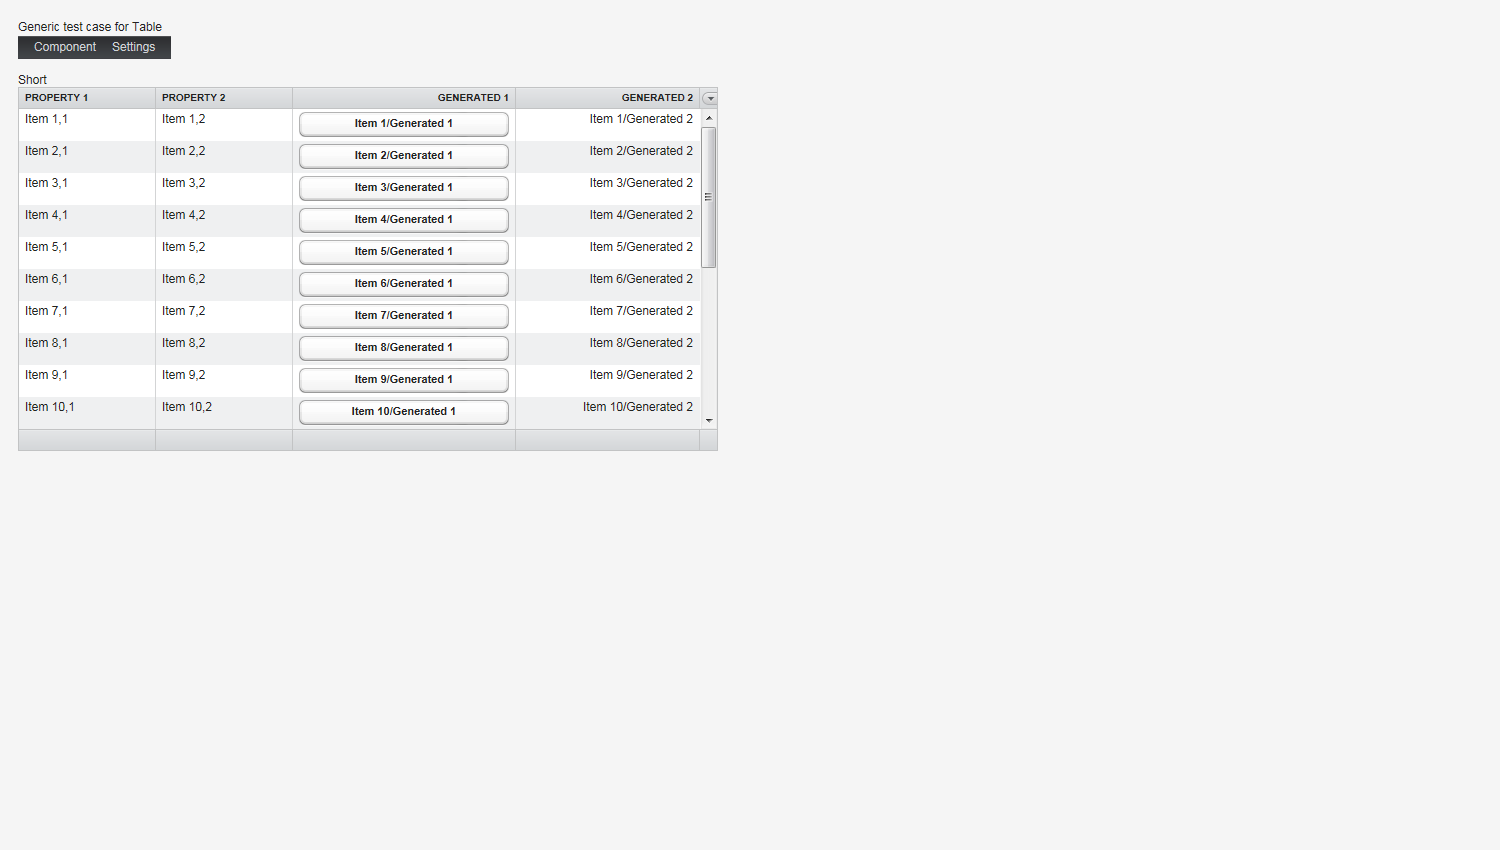 Generic test case for Table
Component Settings
Short
PROPERTY 1 PROPERTY 2 GENERATED 1 GENERATED 2
Item 1,1 Item 1,2 Item 1/Generated 1 Item 1/Generated 2
Item 2,1 Item 2,2 Item 2/Generated 1 Item 2/Generated 2
Item 3,1 Item 3,2 Item 3/Generated 1 Item 3/Generated 2
Item 4,1 Item 4,2 Item 4/Generated 1 Item 4/Generated 2
Item 5,1 Item 5,2 Item 5/Generated 1 Item 5/Generated 2
Item 6,1 Item 6,2 Item 6/Generated 1 Item 6/Generated 2
Item 7,1 Item 7,2 Item 7/Generated 1 Item 7/Generated 2
Item 8,1 Item 8,2 Item 8/Generated 1 Item 8/Generated 2
Item 9,1 Item 9,2 Item 9/Generated 1 Item 9/Generated 2
Item 10,1 Item 10,2 Item 10/Generated 1 Item 10/Generated 2